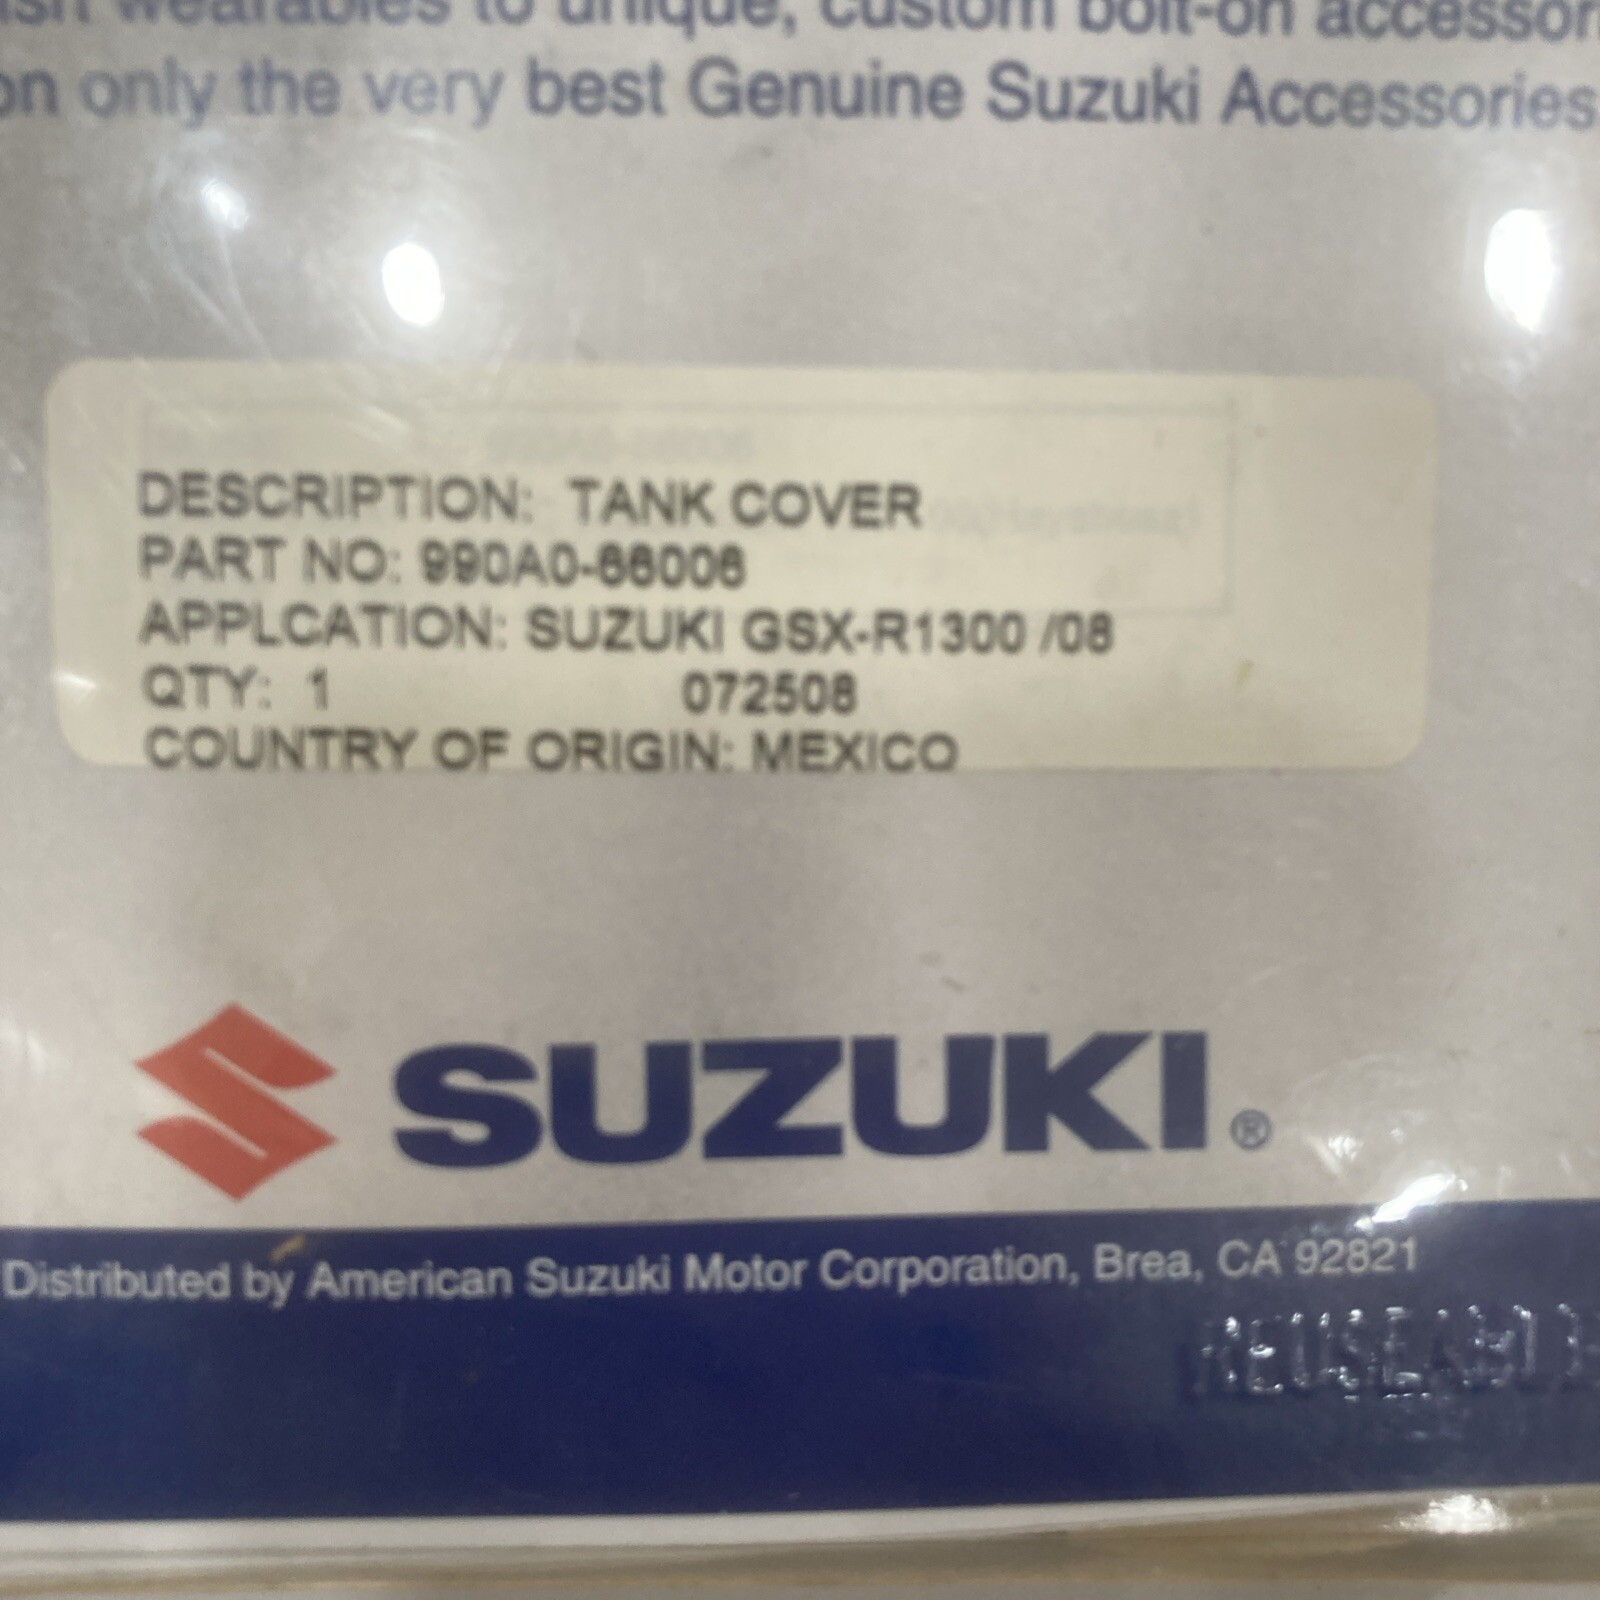 wearables to unique, custom bolt-on
on only the very best Genuine Suzuki Accessories
DESCRIPTION: TANK COVER
PART NO: 990A0-66006
APPLCATION: SUZUKI GSX-R1300 /08
QTY: 1 072508
COUNTRY OF ORIGIN: MEXICO
SUZUKI®
Distributed by American Suzuki Motor Corporation, Brea, CA 92821